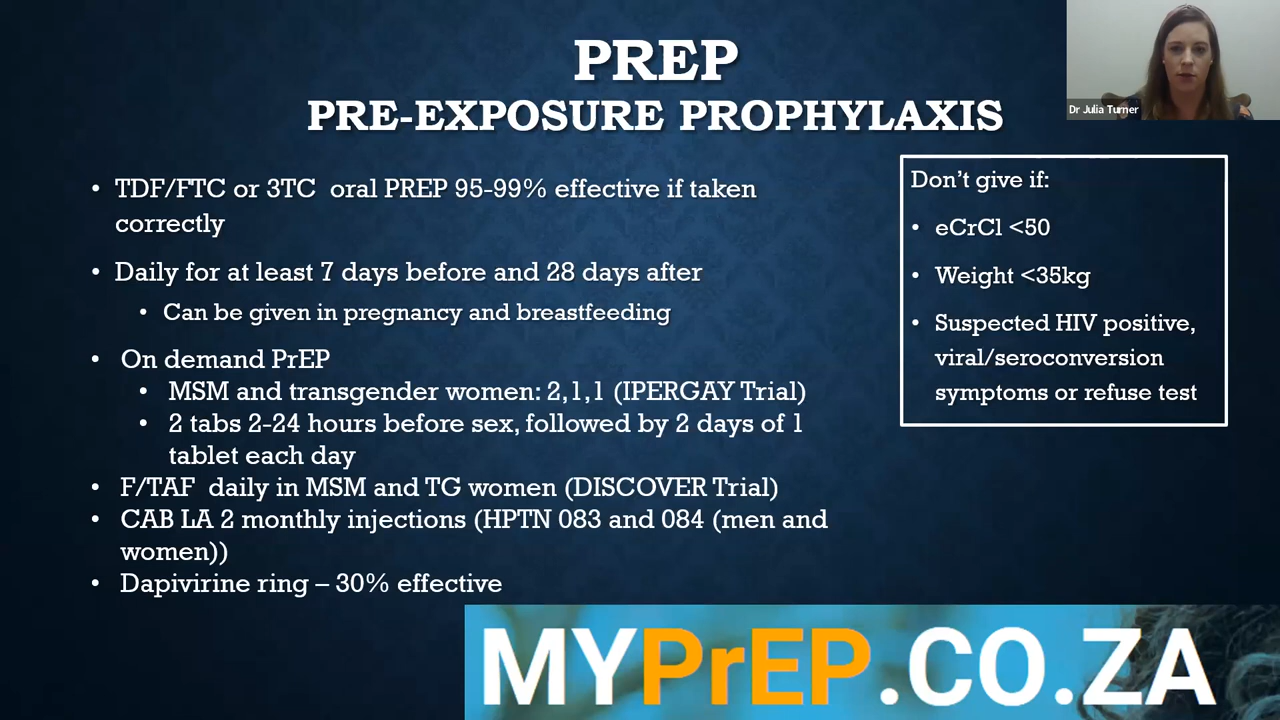 PREP
PRE-EXPOSURE PROPHYLAXIS
Dr Julia Turner
• TDF/FTC or 3TC oral PREP 95-99% effective if taken
correctly
• Daily for at least 7 days before and 28 days after
• Can be given in pregnancy and breastfeeding
• On demand PrEP
• MSM and transgender women: 2,1,1 (IPERGAY Trial)
• 2 tabs 2-24 hours before sex, followed by 2 days of 1
tablet each day
• F/TAF daily in MSM and TG women (DISCOVER Trial)
• CAB LA 2 monthly injections (HPTN 083 and 084 (men and
women))
• Dapivirine ring – 30% effective
Don't give if:
• eCrCl <50
• Weight <35kg
• Suspected HIV positive,
viral/seroconversion
symptoms or refuse test
MYPrEP.CO.ZA